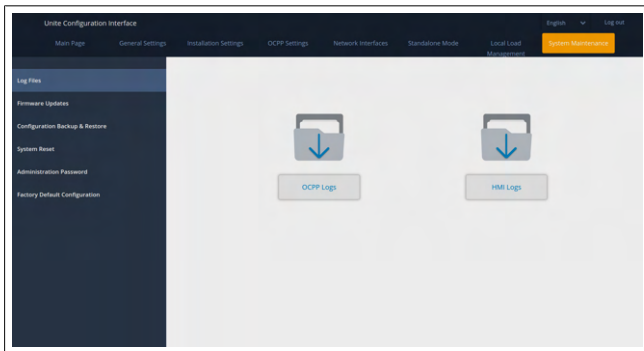 Unite Configuration Interface
English Log out
Main Page General Settings Installation Settings OCPP Settings Network Interfaces Standalone Mode Local Load Management System Maintenance
Log Files
Firmware Updates
Configuration Backup & Restore
System Reset
Administration Password
Factory Default Configuration
OCPP Logs HMI Logs